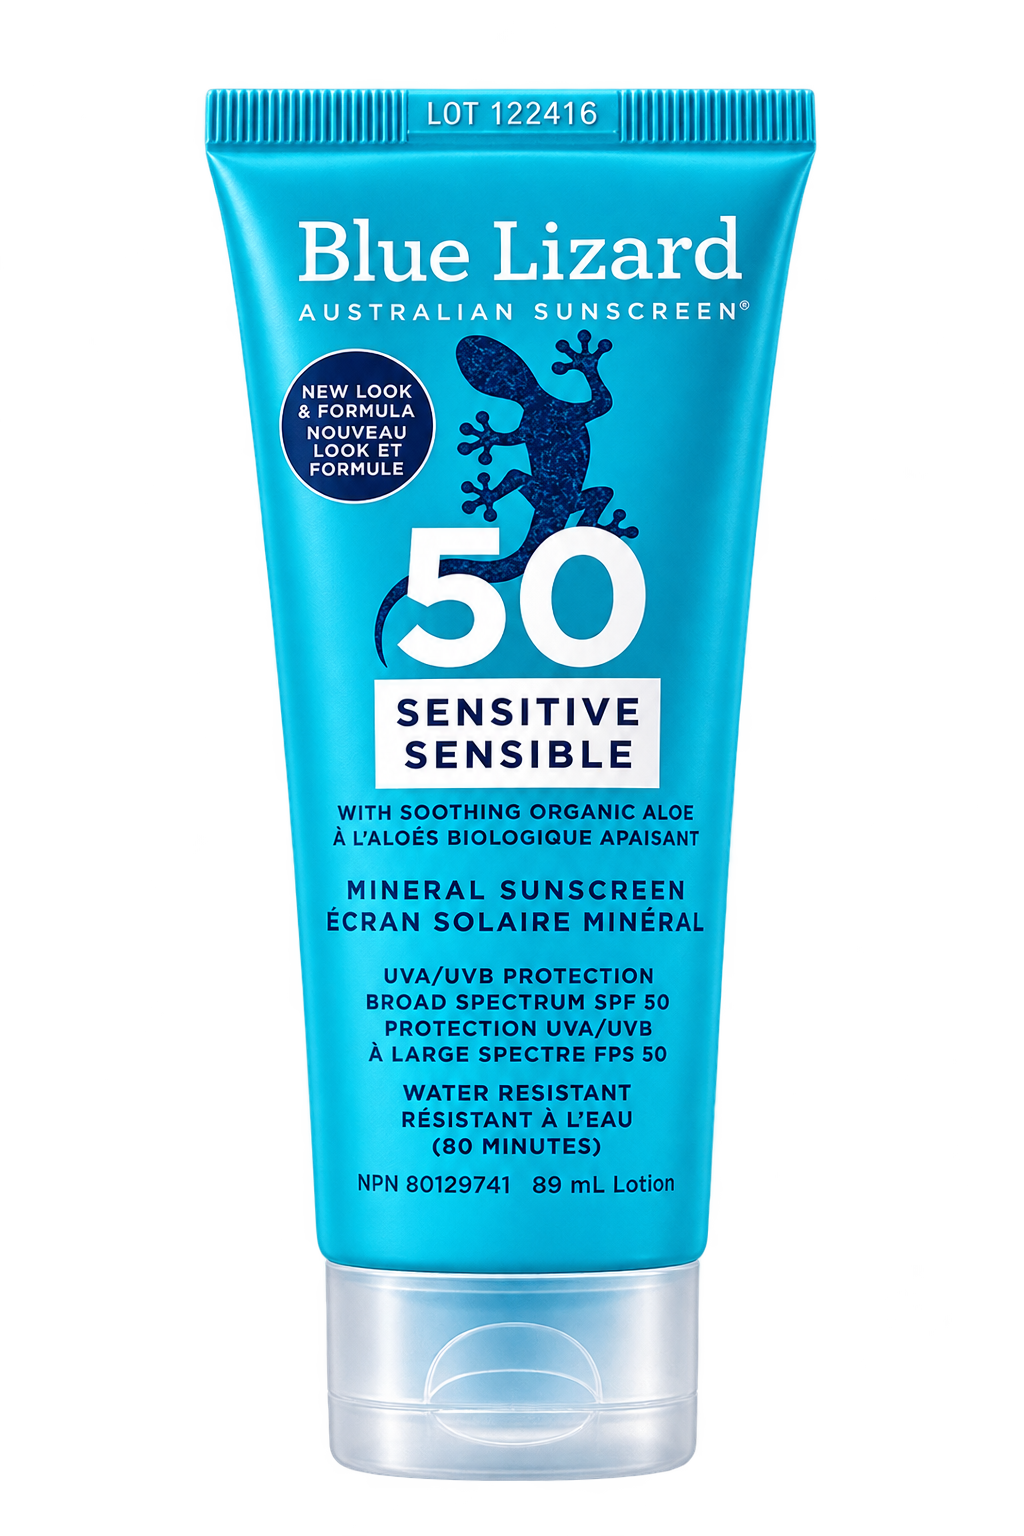 LOT 122416
Blue Lizard
AUSTRALIAN SUNSCREEN®
NEW LOOK
& FORMULA
NOUVEAU
LOOK ET
FORMULE
50
SENSITIVE
SENSIBLE
WITH SOOTHING ORGANIC ALOE
À L'ALOÉS BIOLOGIQUE APAISANT
MINERAL SUNSCREEN
ÉCRAN SOLAIRE MINÉRAL
UVA/UVB PROTECTION
BROAD SPECTRUM SPF 50
PROTECTION UVA/UVB
À LARGE SPECTRE FPS 50
WATER RESISTANT
RÉSISTANT À L'EAU
(80 MINUTES)
NPN 80129741 89 mL Lotion